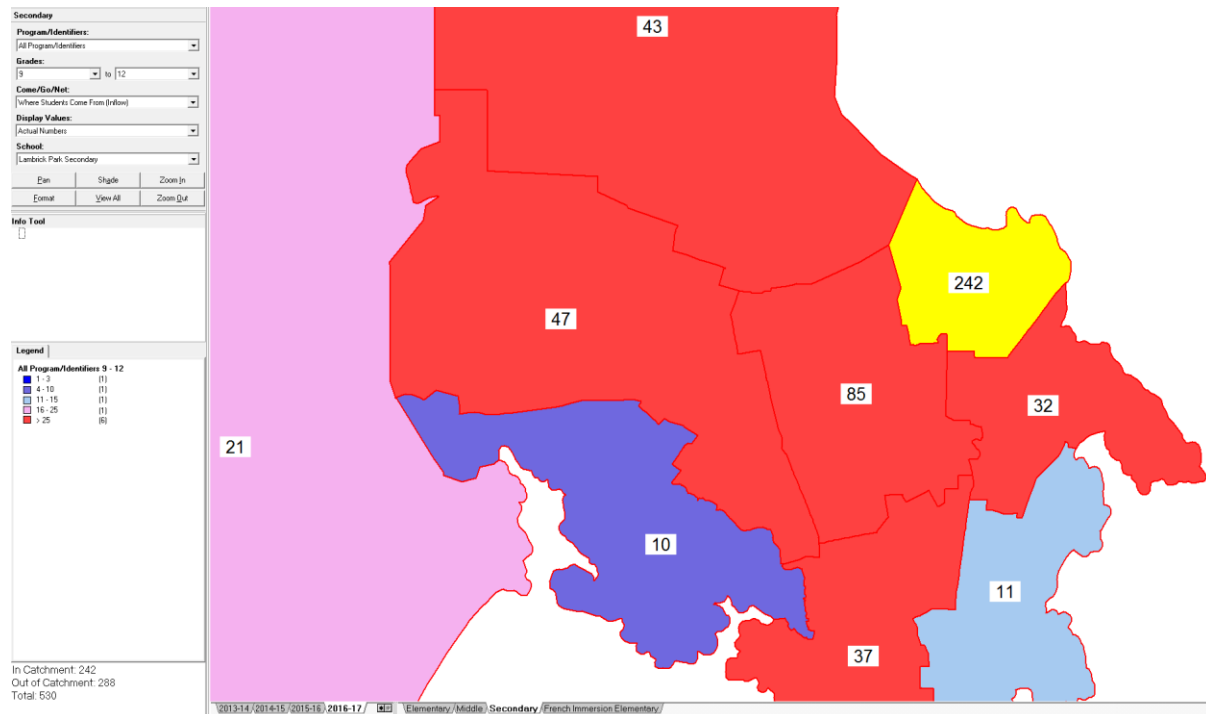 Secondary
Program/Identifiers:
All Program/Identifiers
Grades:
9 to 12
Come/Go/Net:
Where Students Come From (Inflow)
Display Values:
Actual Numbers
School:
Lambrick Park Secondary
Pan Shade Zoom In
Format View All Zoom Out
Info Tool
Legend
All Program/Identifiers 9 - 12
1 - 3 (1)
4 - 10 (1)
11 - 15 (1)
16 - 25 (1)
> 25 (6)
In Catchment: 242
Out of Catchment: 288
Total: 530
43
242
47
85
32
21
10
11
37
2013-14 2014-15 2015-16 2016-17 Elementary Middle Secondary French Immersion Elementary